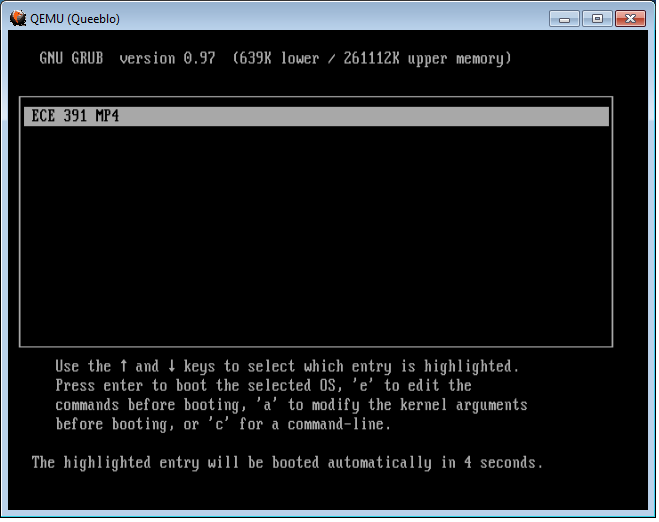 QEMU (Queeblo)
GNU GRUB  version 0.97  (639K lower / 261112K upper memory)
ECE 391 MP4
Use the ↑ and ↓ keys to select which entry is highlighted.
Press enter to boot the selected OS, 'e' to edit the
commands before booting, 'a' to modify the kernel arguments
before booting, or 'c' for a command-line.
The highlighted entry will be booted automatically in 4 seconds.